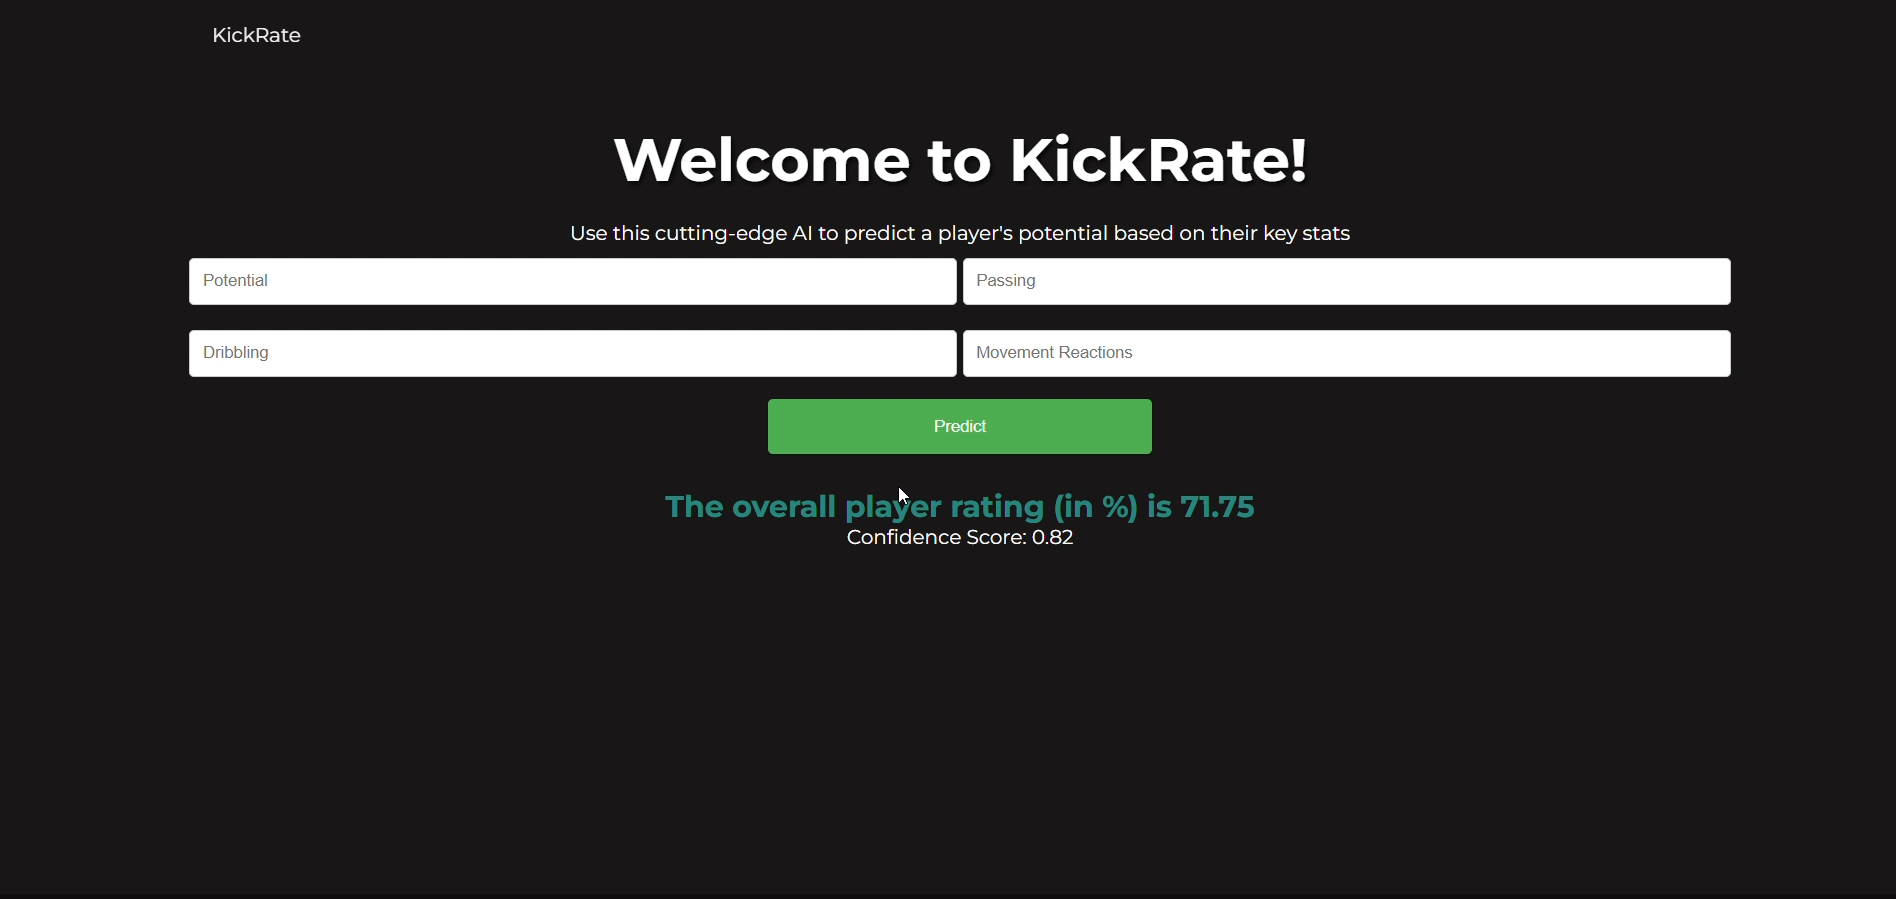 KickRate
Welcome to KickRate!
Use this cutting-edge AI to predict a player's potential based on their key stats
Potential
Passing
Dribbling
Movement Reactions
Predict
The overall player rating (in %) is 71.75
Confidence Score: 0.82